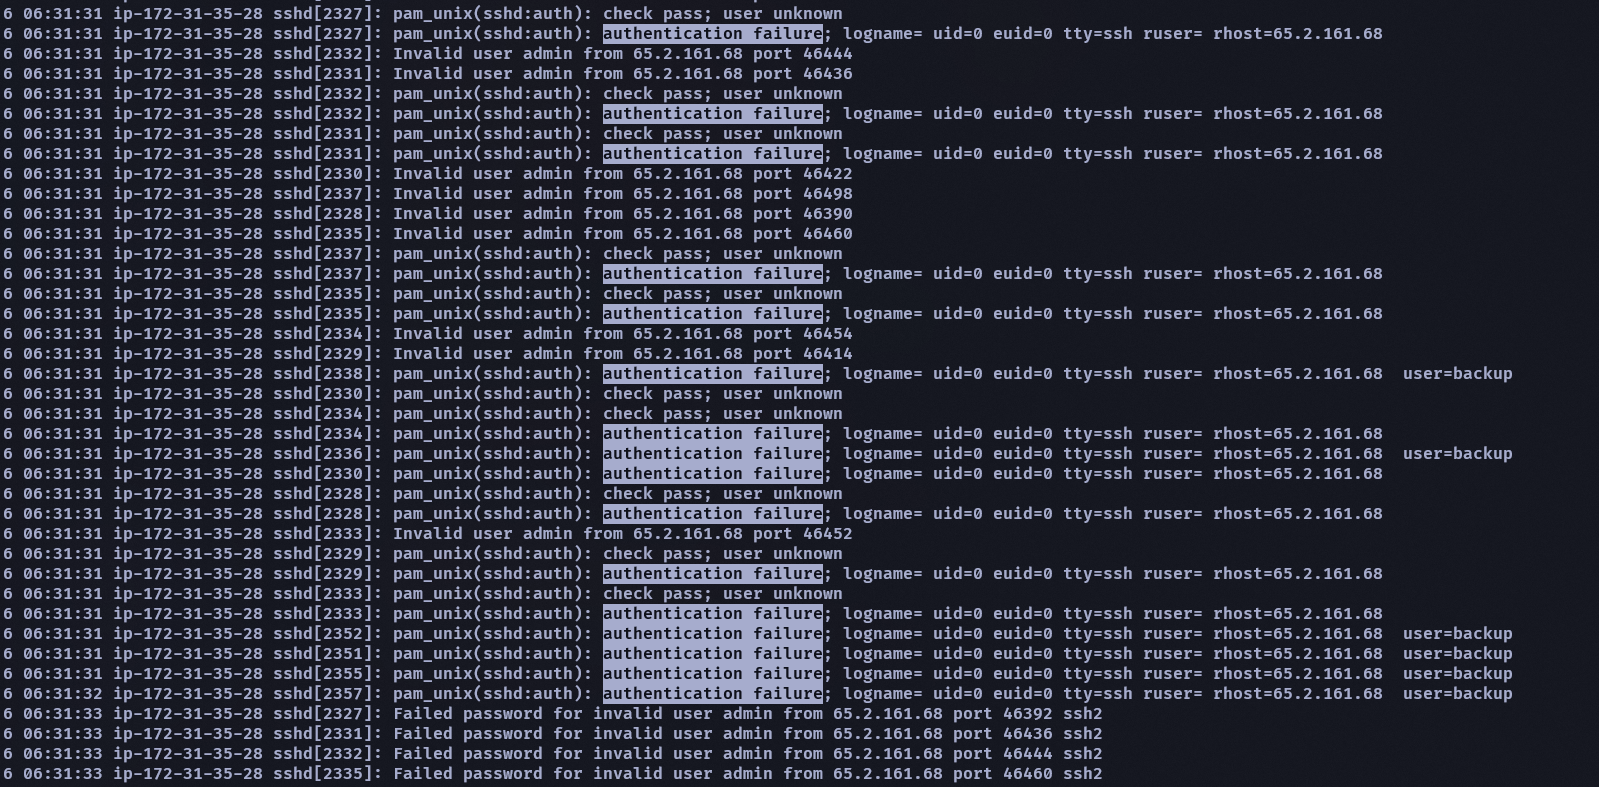 6 06:31:31 ip-172-31-35-28 sshd[2327]: pam_unix(sshd:auth): check pass; user unknown
6 06:31:31 ip-172-31-35-28 sshd[2327]: pam_unix(sshd:auth): authentication failure; logname= uid=0 euid=0 tty=ssh ruser= rhost=65.2.161.68
6 06:31:31 ip-172-31-35-28 sshd[2332]: Invalid user admin from 65.2.161.68 port 46444
6 06:31:31 ip-172-31-35-28 sshd[2331]: Invalid user admin from 65.2.161.68 port 46436
6 06:31:31 ip-172-31-35-28 sshd[2332]: pam_unix(sshd:auth): check pass; user unknown
6 06:31:31 ip-172-31-35-28 sshd[2332]: pam_unix(sshd:auth): authentication failure; logname= uid=0 euid=0 tty=ssh ruser= rhost=65.2.161.68
6 06:31:31 ip-172-31-35-28 sshd[2331]: pam_unix(sshd:auth): check pass; user unknown
6 06:31:31 ip-172-31-35-28 sshd[2331]: pam_unix(sshd:auth): authentication failure; logname= uid=0 euid=0 tty=ssh ruser= rhost=65.2.161.68
6 06:31:31 ip-172-31-35-28 sshd[2330]: Invalid user admin from 65.2.161.68 port 46422
6 06:31:31 ip-172-31-35-28 sshd[2337]: Invalid user admin from 65.2.161.68 port 46498
6 06:31:31 ip-172-31-35-28 sshd[2328]: Invalid user admin from 65.2.161.68 port 46390
6 06:31:31 ip-172-31-35-28 sshd[2335]: Invalid user admin from 65.2.161.68 port 46460
6 06:31:31 ip-172-31-35-28 sshd[2337]: pam_unix(sshd:auth): check pass; user unknown
6 06:31:31 ip-172-31-35-28 sshd[2337]: pam_unix(sshd:auth): authentication failure; logname= uid=0 euid=0 tty=ssh ruser= rhost=65.2.161.68
6 06:31:31 ip-172-31-35-28 sshd[2335]: pam_unix(sshd:auth): check pass; user unknown
6 06:31:31 ip-172-31-35-28 sshd[2335]: pam_unix(sshd:auth): authentication failure; logname= uid=0 euid=0 tty=ssh ruser= rhost=65.2.161.68
6 06:31:31 ip-172-31-35-28 sshd[2334]: Invalid user admin from 65.2.161.68 port 46454
6 06:31:31 ip-172-31-35-28 sshd[2329]: Invalid user admin from 65.2.161.68 port 46414
6 06:31:31 ip-172-31-35-28 sshd[2338]: pam_unix(sshd:auth): authentication failure; logname= uid=0 euid=0 tty=ssh ruser= rhost=65.2.161.68  user=backup
6 06:31:31 ip-172-31-35-28 sshd[2330]: pam_unix(sshd:auth): check pass; user unknown
6 06:31:31 ip-172-31-35-28 sshd[2334]: pam_unix(sshd:auth): check pass; user unknown
6 06:31:31 ip-172-31-35-28 sshd[2334]: pam_unix(sshd:auth): authentication failure; logname= uid=0 euid=0 tty=ssh ruser= rhost=65.2.161.68
6 06:31:31 ip-172-31-35-28 sshd[2336]: pam_unix(sshd:auth): authentication failure; logname= uid=0 euid=0 tty=ssh ruser= rhost=65.2.161.68  user=backup
6 06:31:31 ip-172-31-35-28 sshd[2330]: pam_unix(sshd:auth): authentication failure; logname= uid=0 euid=0 tty=ssh ruser= rhost=65.2.161.68
6 06:31:31 ip-172-31-35-28 sshd[2328]: pam_unix(sshd:auth): check pass; user unknown
6 06:31:31 ip-172-31-35-28 sshd[2328]: pam_unix(sshd:auth): authentication failure; logname= uid=0 euid=0 tty=ssh ruser= rhost=65.2.161.68
6 06:31:31 ip-172-31-35-28 sshd[2333]: Invalid user admin from 65.2.161.68 port 46452
6 06:31:31 ip-172-31-35-28 sshd[2329]: pam_unix(sshd:auth): check pass; user unknown
6 06:31:31 ip-172-31-35-28 sshd[2329]: pam_unix(sshd:auth): authentication failure; logname= uid=0 euid=0 tty=ssh ruser= rhost=65.2.161.68
6 06:31:31 ip-172-31-35-28 sshd[2333]: pam_unix(sshd:auth): check pass; user unknown
6 06:31:31 ip-172-31-35-28 sshd[2333]: pam_unix(sshd:auth): authentication failure; logname= uid=0 euid=0 tty=ssh ruser= rhost=65.2.161.68
6 06:31:31 ip-172-31-35-28 sshd[2352]: pam_unix(sshd:auth): authentication failure; logname= uid=0 euid=0 tty=ssh ruser= rhost=65.2.161.68  user=backup
6 06:31:31 ip-172-31-35-28 sshd[2351]: pam_unix(sshd:auth): authentication failure; logname= uid=0 euid=0 tty=ssh ruser= rhost=65.2.161.68  user=backup
6 06:31:31 ip-172-31-35-28 sshd[2355]: pam_unix(sshd:auth): authentication failure; logname= uid=0 euid=0 tty=ssh ruser= rhost=65.2.161.68  user=backup
6 06:31:32 ip-172-31-35-28 sshd[2357]: pam_unix(sshd:auth): authentication failure; logname= uid=0 euid=0 tty=ssh ruser= rhost=65.2.161.68  user=backup
6 06:31:33 ip-172-31-35-28 sshd[2327]: Failed password for invalid user admin from 65.2.161.68 port 46392 ssh2
6 06:31:33 ip-172-31-35-28 sshd[2331]: Failed password for invalid user admin from 65.2.161.68 port 46436 ssh2
6 06:31:33 ip-172-31-35-28 sshd[2332]: Failed password for invalid user admin from 65.2.161.68 port 46444 ssh2
6 06:31:33 ip-172-31-35-28 sshd[2335]: Failed password for invalid user admin from 65.2.161.68 port 46460 ssh2